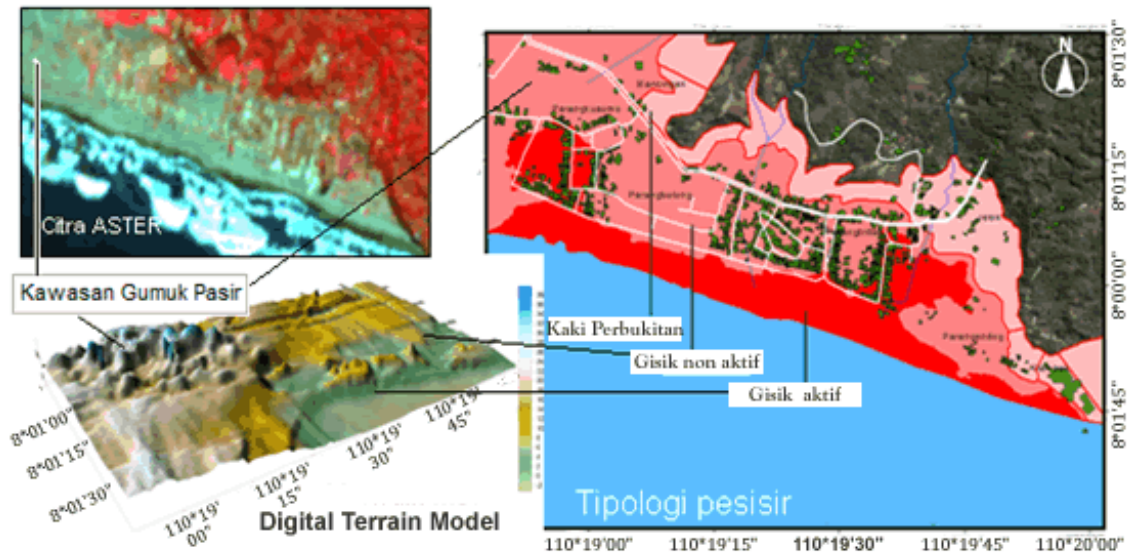 Citra ASTER
Kawasan Gumuk Pasir
8°01'00"
8°01'15"
8°01'30"
110°19'
00"
110°19'
15"
110°19'
30"
110°19'
45"
Digital Terrain Model
N
Kaki Perbukitan
Gisik non aktif
Gisik aktif
Tipologi pesisir
8°01'30"
8°01'15"
8°00'00"
8°01'45"
110°19'00"
110°19'15"
110°19'30"
110°19'45"
110°20'00"